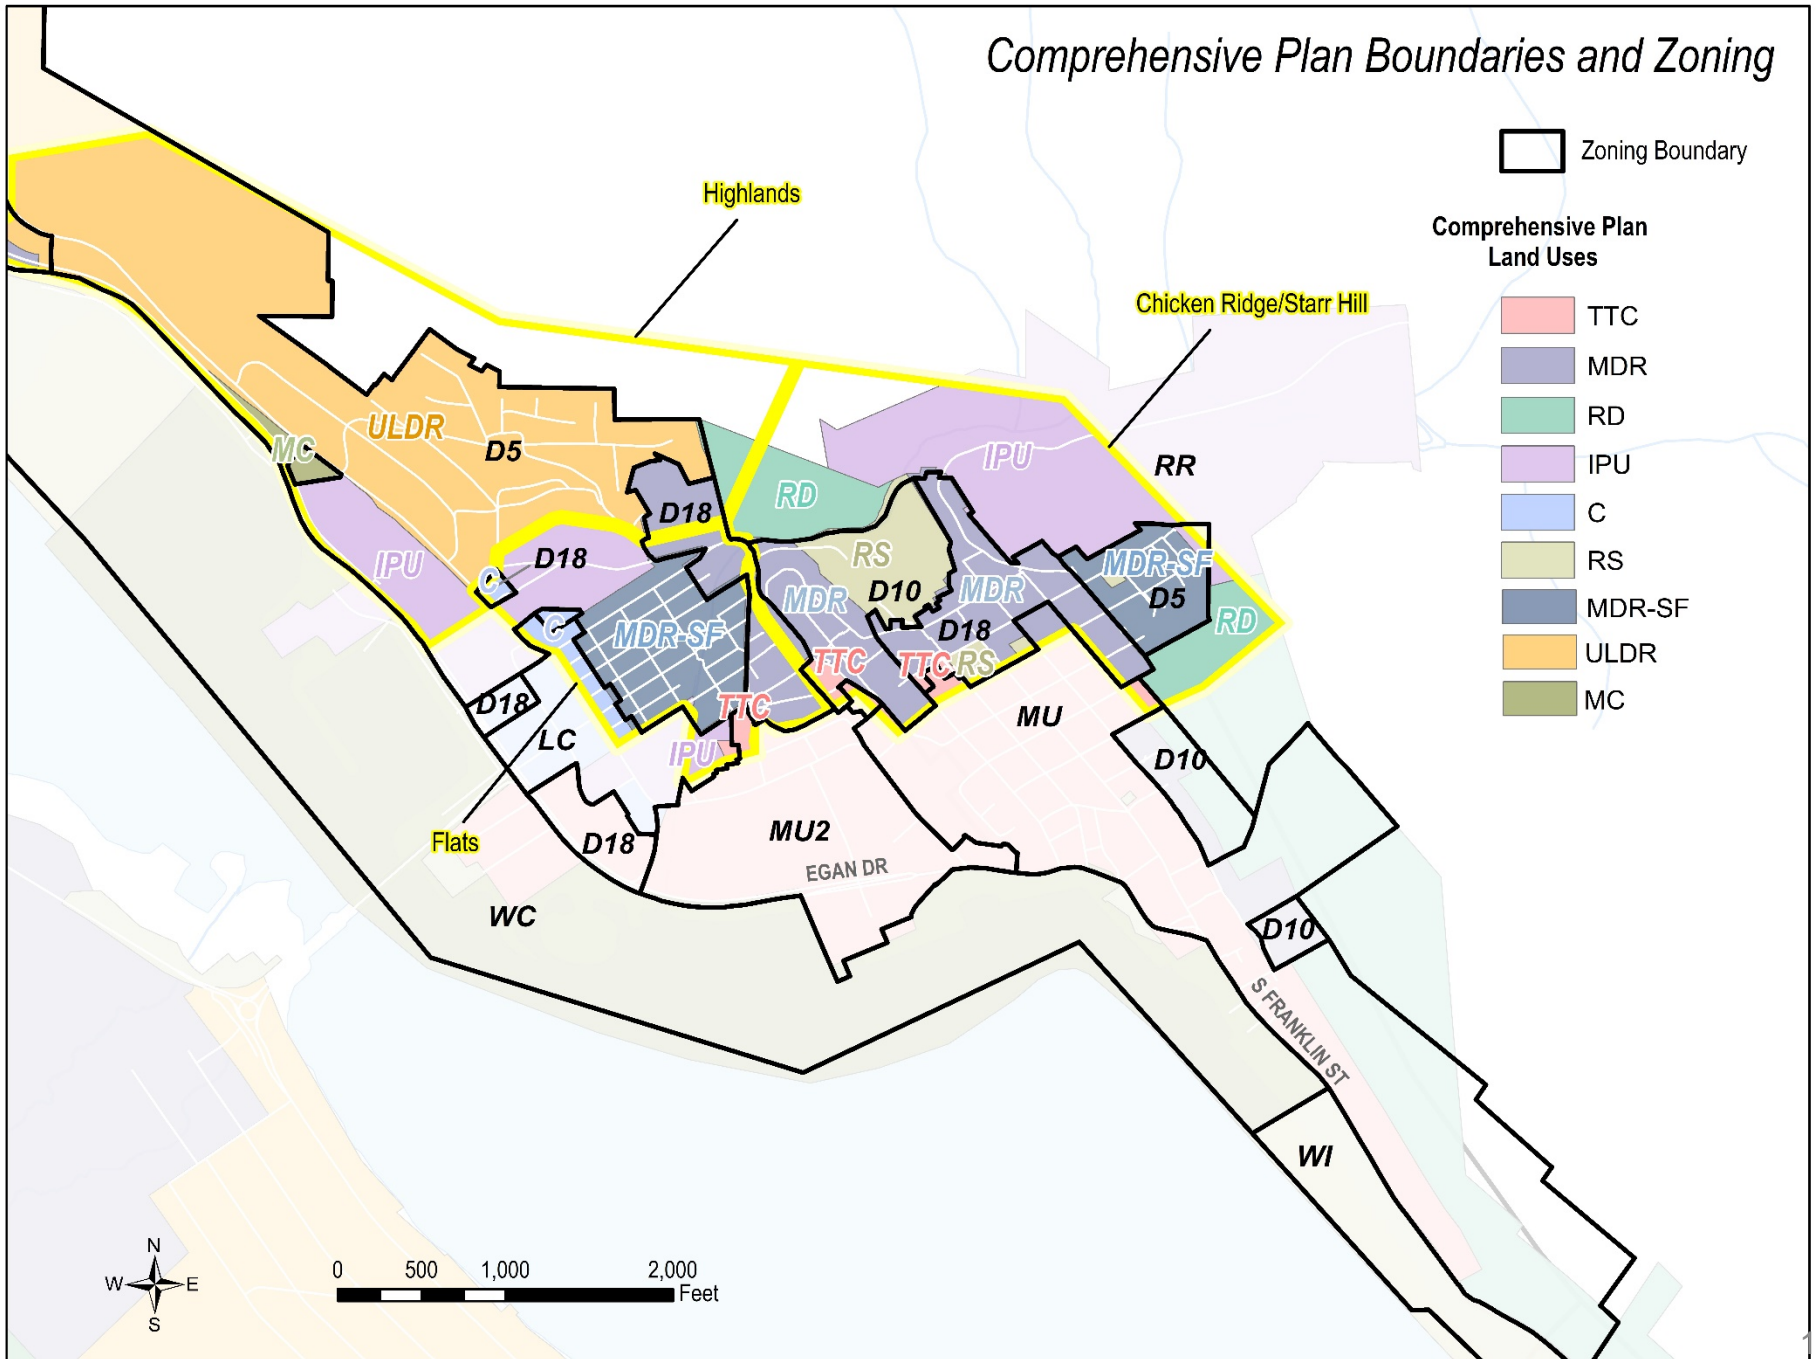 Comprehensive Plan Boundaries and Zoning
Zoning Boundary
Highlands
Comprehensive Plan
Land Uses
Chicken Ridge/Starr Hill
TTC
MDR
RD
IPU
C
RS
MDR-SF
ULDR
MC
ULDR
D5
MC
IPU
RR
RD
D18
D18
RS
IPU
C
MDR-SF
D10
MDR
MDR
D5
C
MDR-SF
D18
RD
TTC
TTC
RS
D18
TTC
MU
LC
IPU
D10
Flats
D18
MU2
EGAN DR
WC
D10
S FRANKLIN ST
WI
N
W
E
S
0
500
1,000
2,000
Feet
1